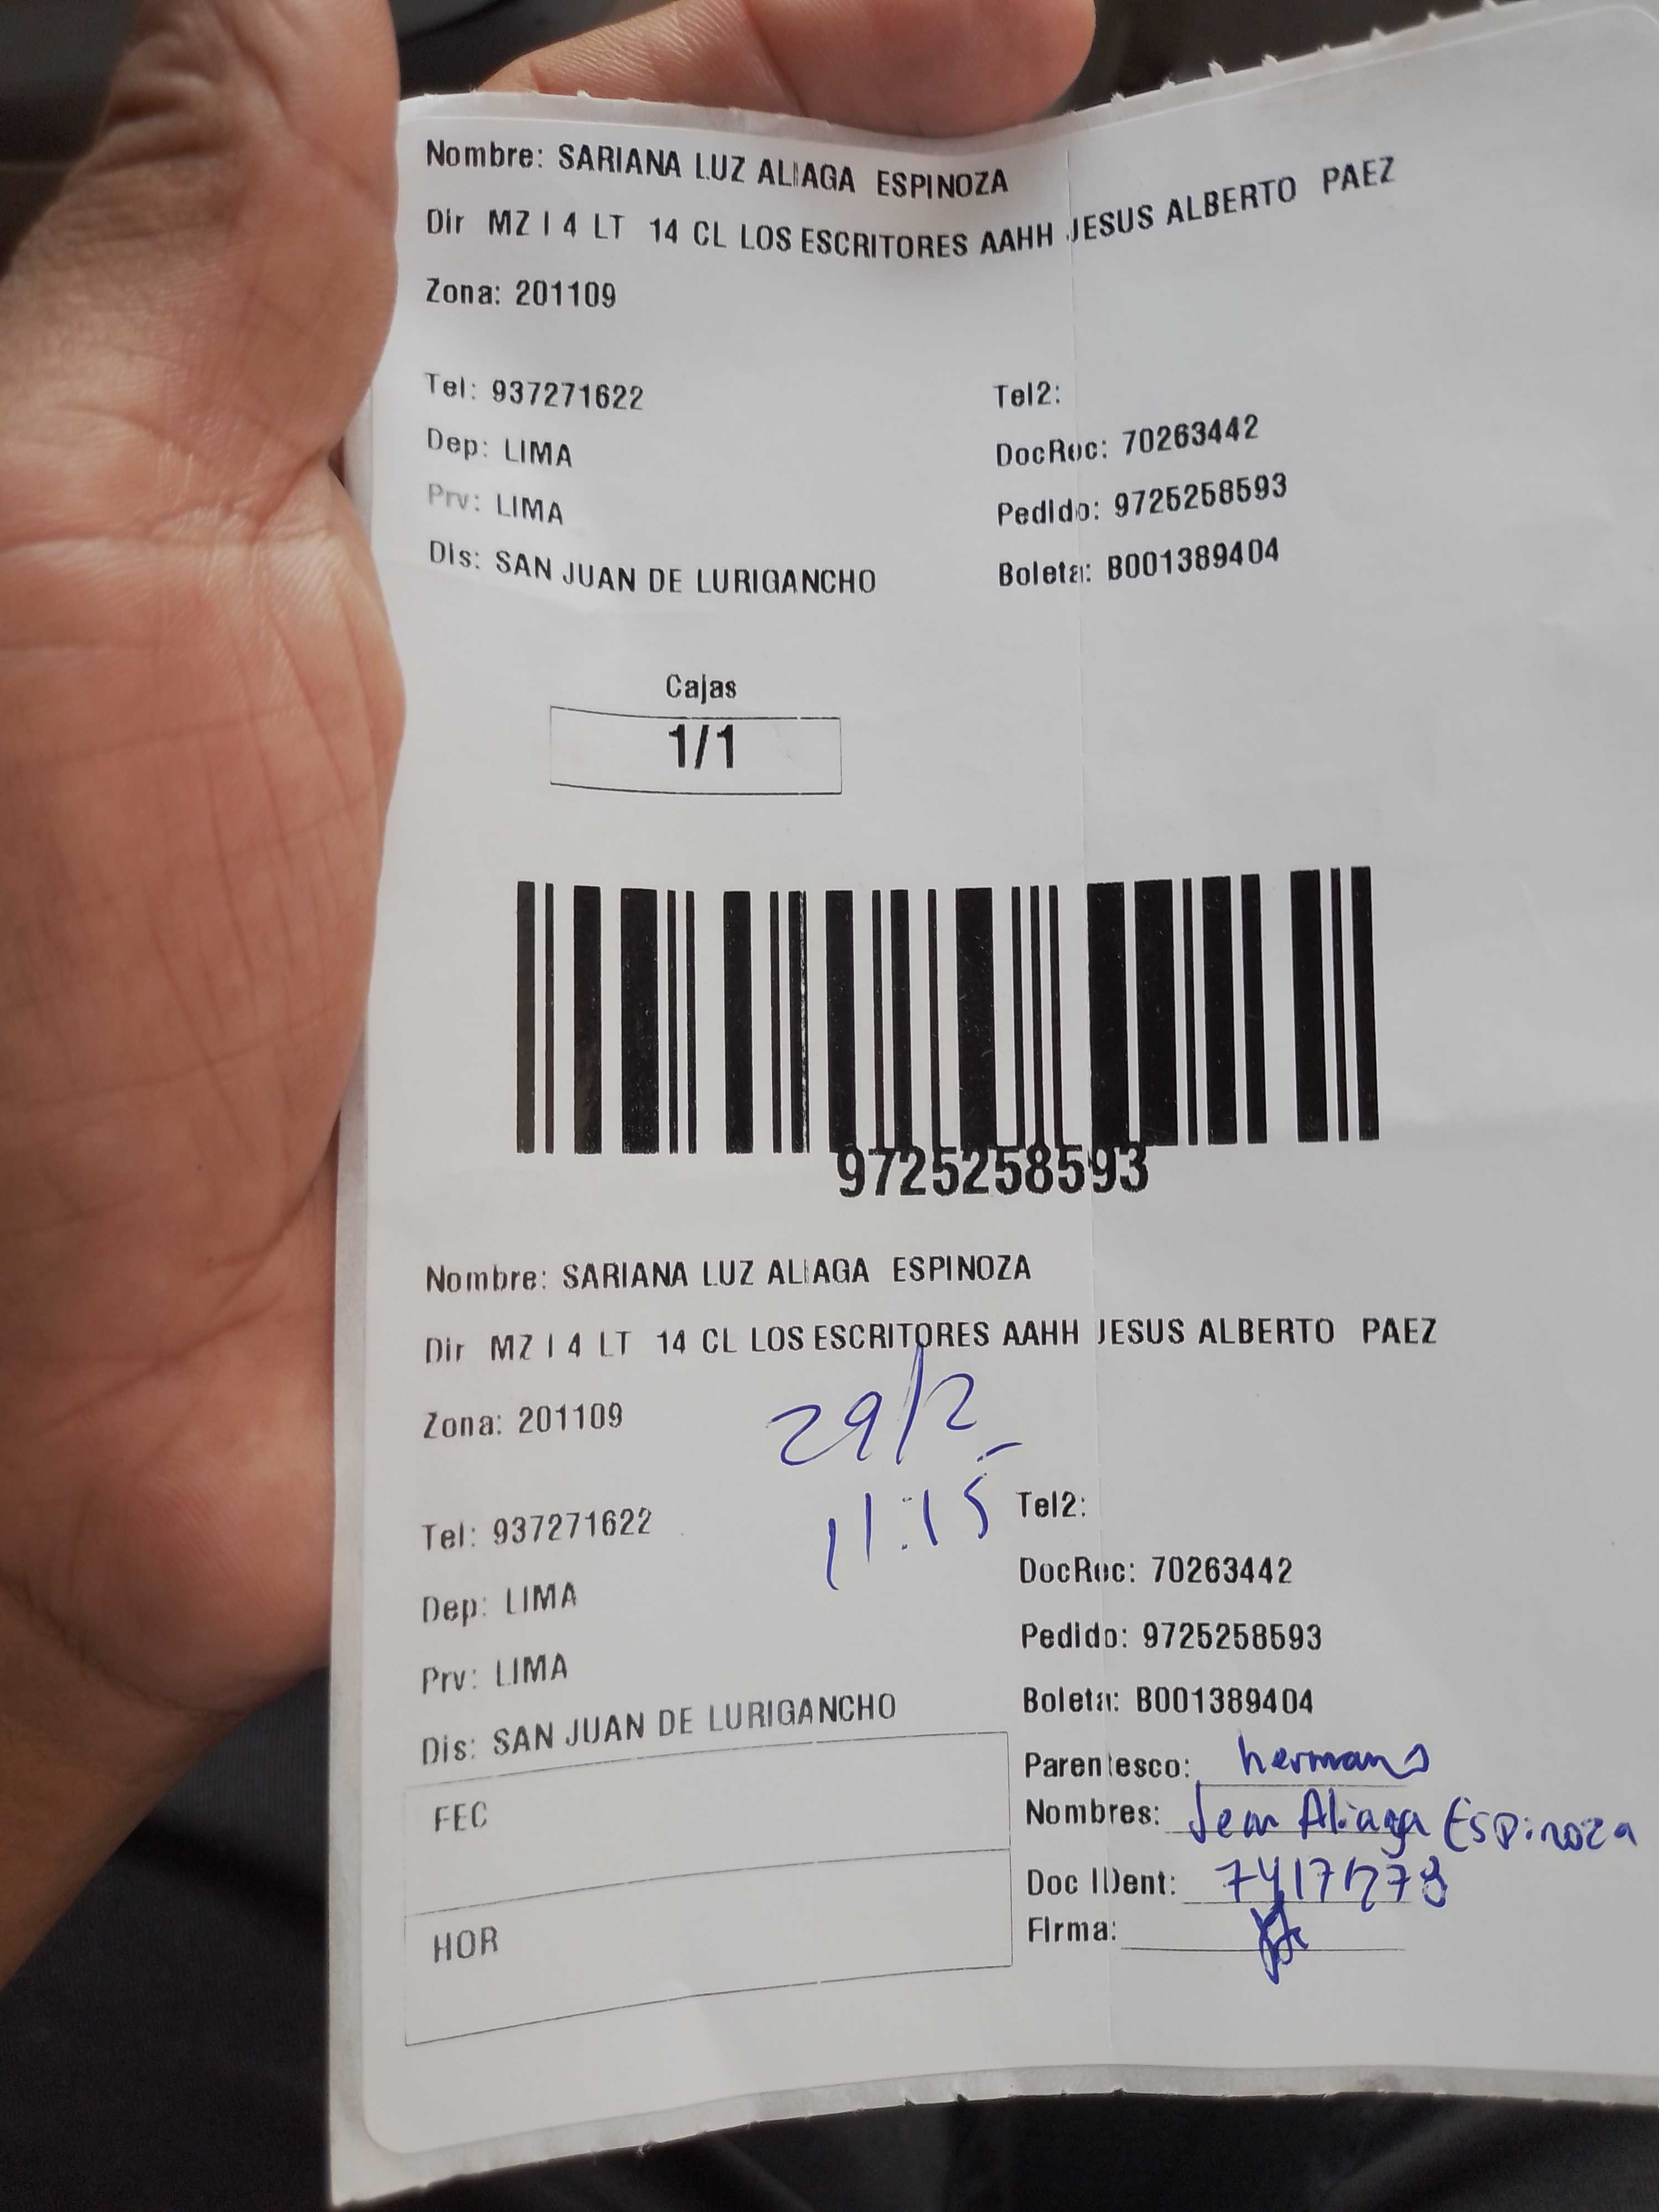 Nombre: SARIANA LUZ ALIAGA ESPINOZA
Dir MZ I 4 LT 14 CL LOS ESCRITORES AAHH JESUS ALBERTO PAEZ
Zona: 201109
Tel: 937271622 Tel2:
Dep: LIMA DocRec: 70263442
Prv: LIMA Pedido: 9725258593
Dis: SAN JUAN DE LURIGANCHO Boleta: B001389404
Cajas
1/1
9725258593
Nombre: SARIANA LUZ ALIAGA ESPINOZA
Dir MZ I 4 LT 14 CL LOS ESCRITORES AAHH JESUS ALBERTO PAEZ
Zona: 201109 29/2
11:15
Tel: 937271622 Tel2:
Dep: LIMA DocRec: 70263442
Prv: LIMA Pedido: 9725258593
Dis: SAN JUAN DE LURIGANCHO Boleta: B001389404
Parentesco: hermano
FEC Nombres: Aliaga Espinoza
Doc IDent:
HOR Firma: